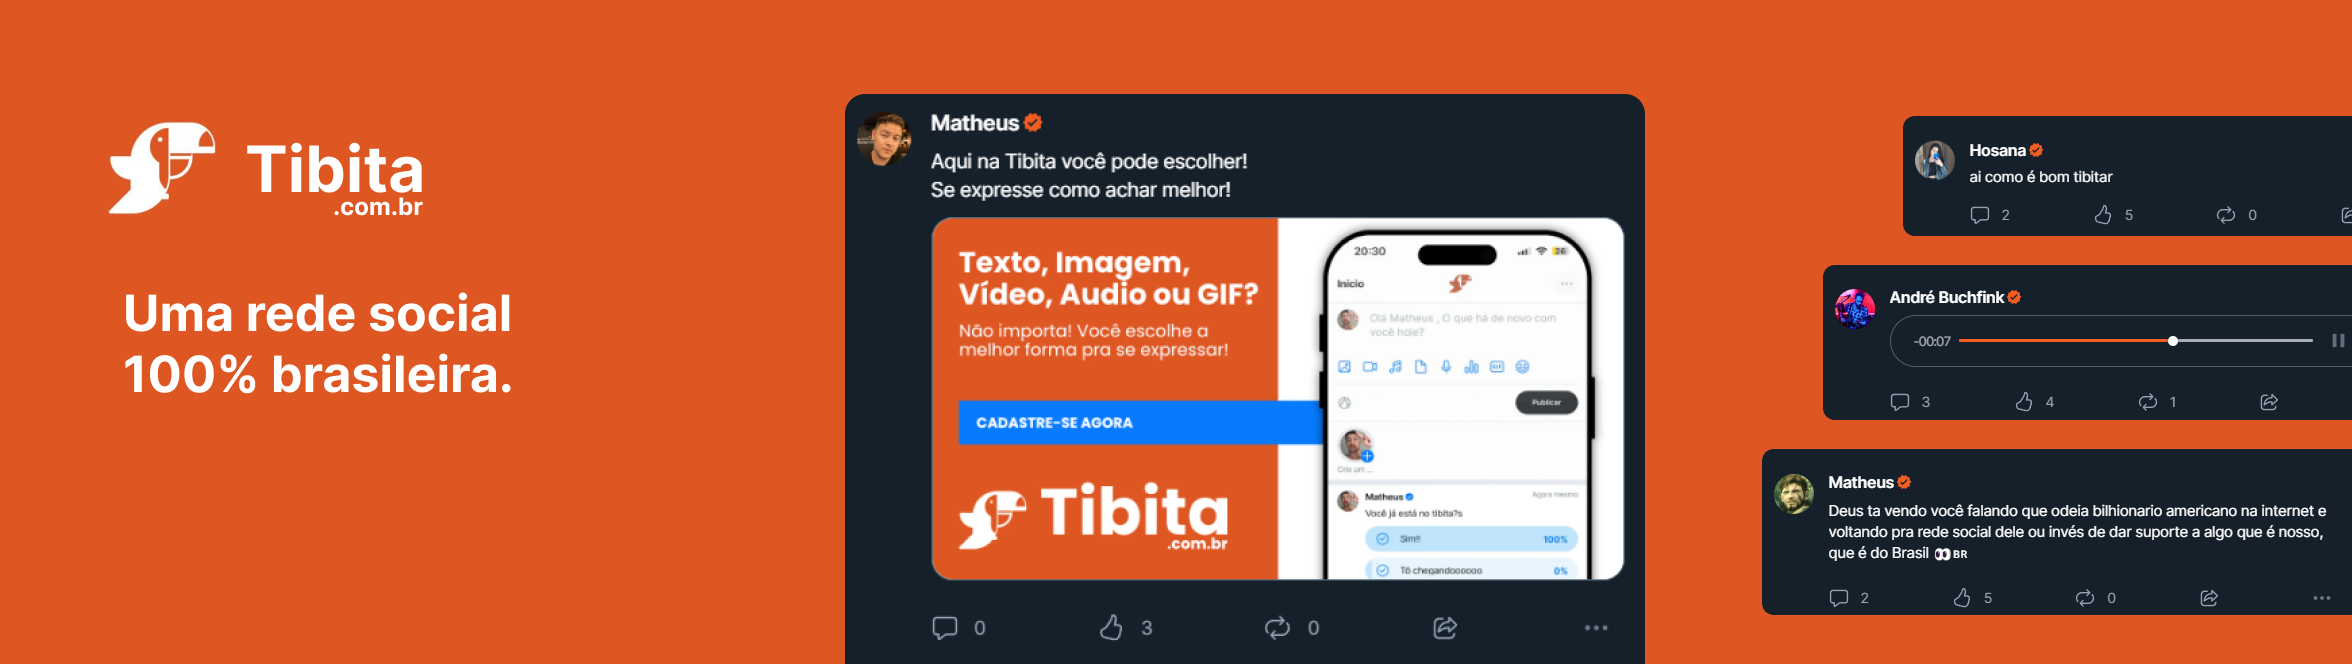 Tibita
.com.br
Uma rede social
100% brasileira.
Matheus
Aqui na Tibita você pode escolher!
Se expresse como achar melhor!
Texto, Imagem,
Vídeo, Audio ou GIF?
Não importa! Você escolhe a
melhor forma pra se expressar!
CADASTRE-SE AGORA
Tibita
.com.br
20:30
26
Início
Olá Matheus , O que há de novo com
você hoje?
GIF
Publicar
Crie um ...
Matheus
Agora mesmo
Você já está no tibita?s
Sim!! 100%
Tô chegandoooooo 0%
0 3 0
Hosana
ai como é bom tibitar
2 5 0
André Buchfink
-00:07
3 4 1
Matheus
Deus ta vendo você falando que odeia bilhionario americano na internet e
voltando pra rede social dele ou invés de dar suporte a algo que é nosso,
que é do Brasil 👀 BR
2 5 0